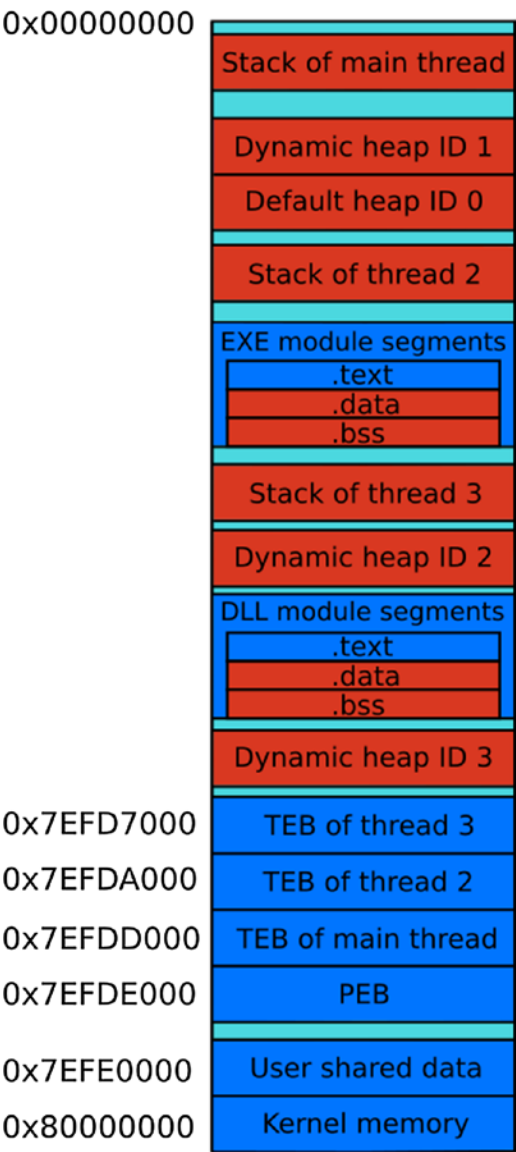 0x00000000
Stack of main thread
Dynamic heap ID 1
Default heap ID 0
Stack of thread 2
EXE module segments
.text
.data
.bss
Stack of thread 3
Dynamic heap ID 2
DLL module segments
.text
.data
.bss
Dynamic heap ID 3
0x7EFD7000 TEB of thread 3
0x7EFDA000 TEB of thread 2
0x7EFDD000 TEB of main thread
0x7EFDE000 PEB
0x7EFE0000 User shared data
0x80000000 Kernel memory